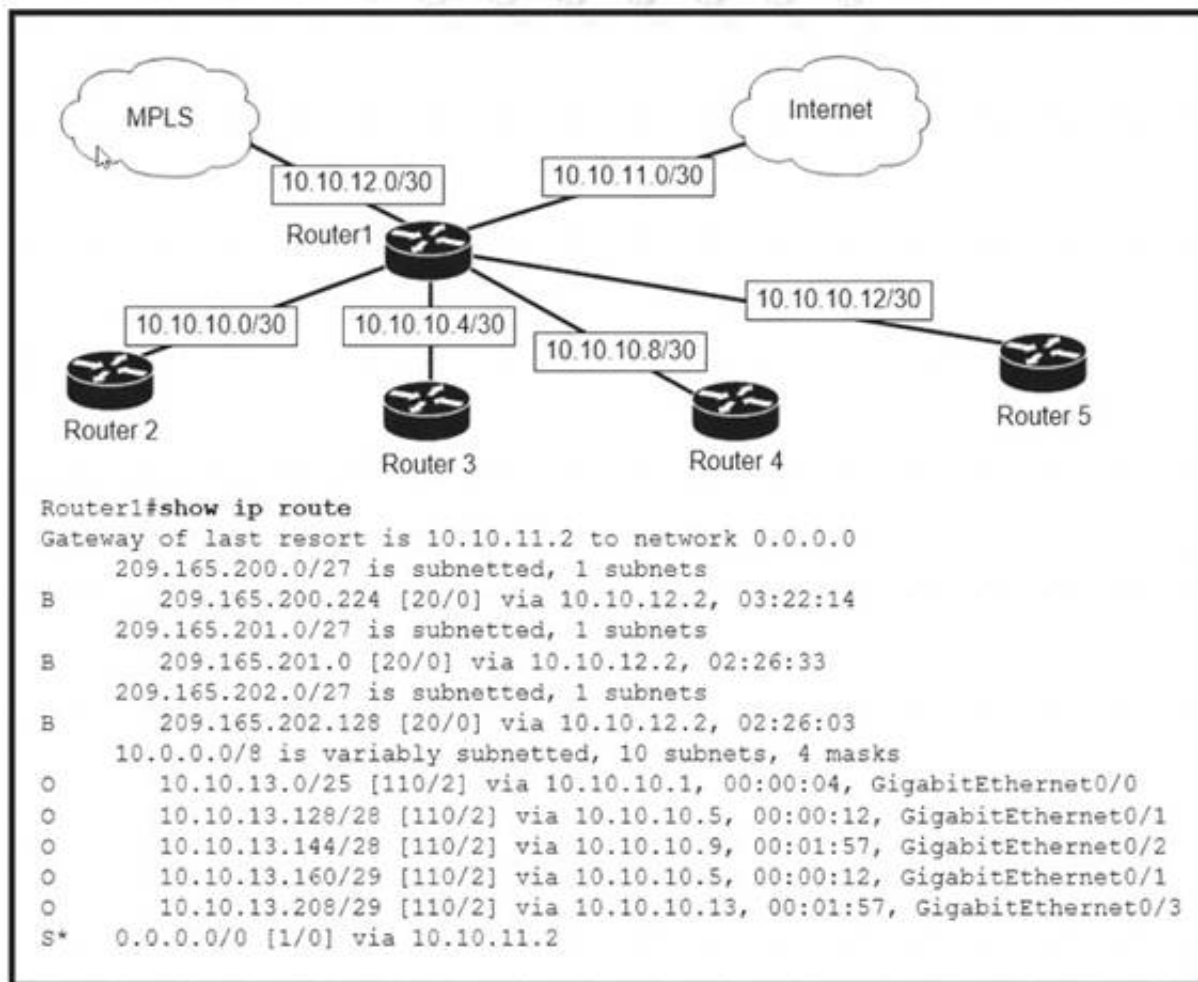 MPLS
Internet
10.10.12.0/30
10.10.11.0/30
Router1
10.10.10.12/30
10.10.10.0/30
10.10.10.4/30
10.10.10.8/30
Router 2
Router 3
Router 4
Router 5
Router1#show ip route
Gateway of last resort is 10.10.11.2 to network 0.0.0.0
209.165.200.0/27 is subnetted, 1 subnets
B 209.165.200.224 [20/0] via 10.10.12.2, 03:22:14
209.165.201.0/27 is subnetted, 1 subnets
B 209.165.201.0 [20/0] via 10.10.12.2, 02:26:33
209.165.202.0/27 is subnetted, 1 subnets
B 209.165.202.128 [20/0] via 10.10.12.2, 02:26:03
10.0.0.0/8 is variably subnetted, 10 subnets, 4 masks
O 10.10.13.0/25 [110/2] via 10.10.10.1, 00:00:04, GigabitEthernet0/0
O 10.10.13.128/28 [110/2] via 10.10.10.5, 00:00:12, GigabitEthernet0/1
O 10.10.13.144/28 [110/2] via 10.10.10.9, 00:01:57, GigabitEthernet0/2
O 10.10.13.160/29 [110/2] via 10.10.10.5, 00:00:12, GigabitEthernet0/1
O 10.10.13.208/29 [110/2] via 10.10.10.13, 00:01:57, GigabitEthernet0/3
S* 0.0.0.0/0 [1/0] via 10.10.11.2